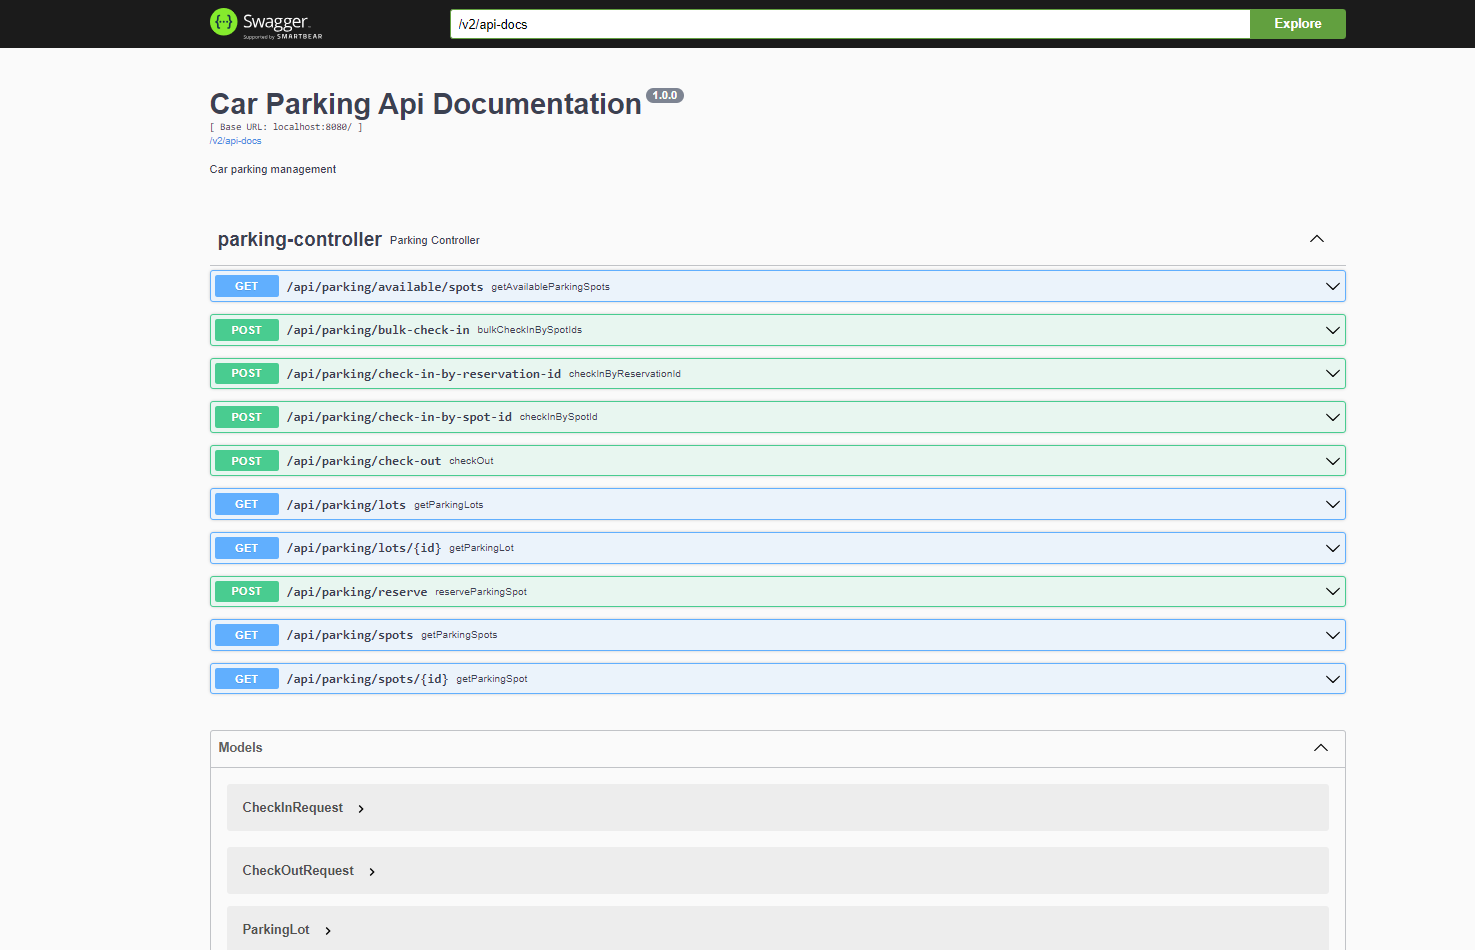 Swagger.
Supported by SMARTBEAR
/v2/api-docs
Explore
Car Parking Api Documentation 1.0.0
[ Base URL: localhost:8080/ ]
/v2/api-docs
Car parking management
parking-controller Parking Controller
GET /api/parking/available/spots getAvailableParkingSpots
POST /api/parking/bulk-check-in bulkCheckInBySpotIds
POST /api/parking/check-in-by-reservation-id checkInByReservationId
POST /api/parking/check-in-by-spot-id checkInBySpotId
POST /api/parking/check-out checkOut
GET /api/parking/lots getParkingLots
GET /api/parking/lots/{id} getParkingLot
POST /api/parking/reserve reserveParkingSpot
GET /api/parking/spots getParkingSpots
GET /api/parking/spots/{id} getParkingSpot
Models
CheckInRequest
CheckOutRequest
ParkingLot